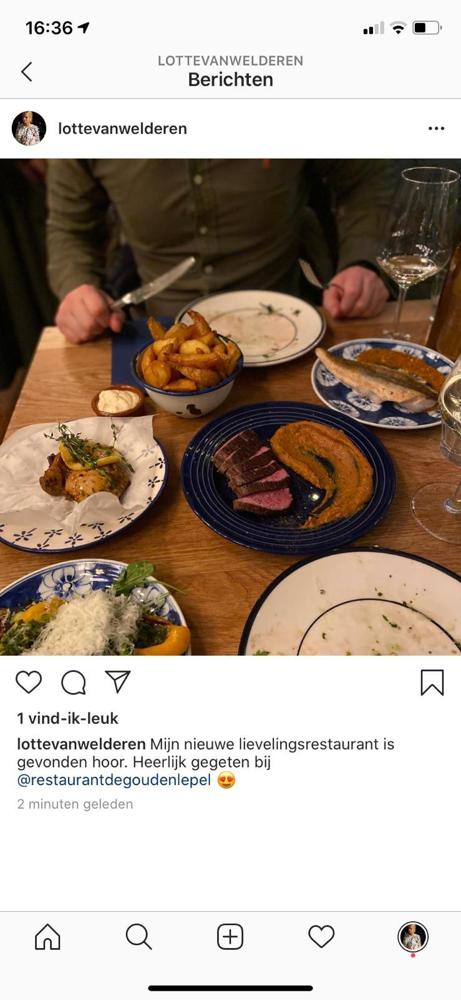 16:36
LOTTEVANWELDEREN
Berichten
lottevanwelderen
1 vind-ik-leuk
lottevanwelderen Mijn nieuwe lievelingsrestaurant is
gevonden hoor. Heerlijk gegeten bij
@restaurantdegoudenlepel 😍
2 minuten geleden